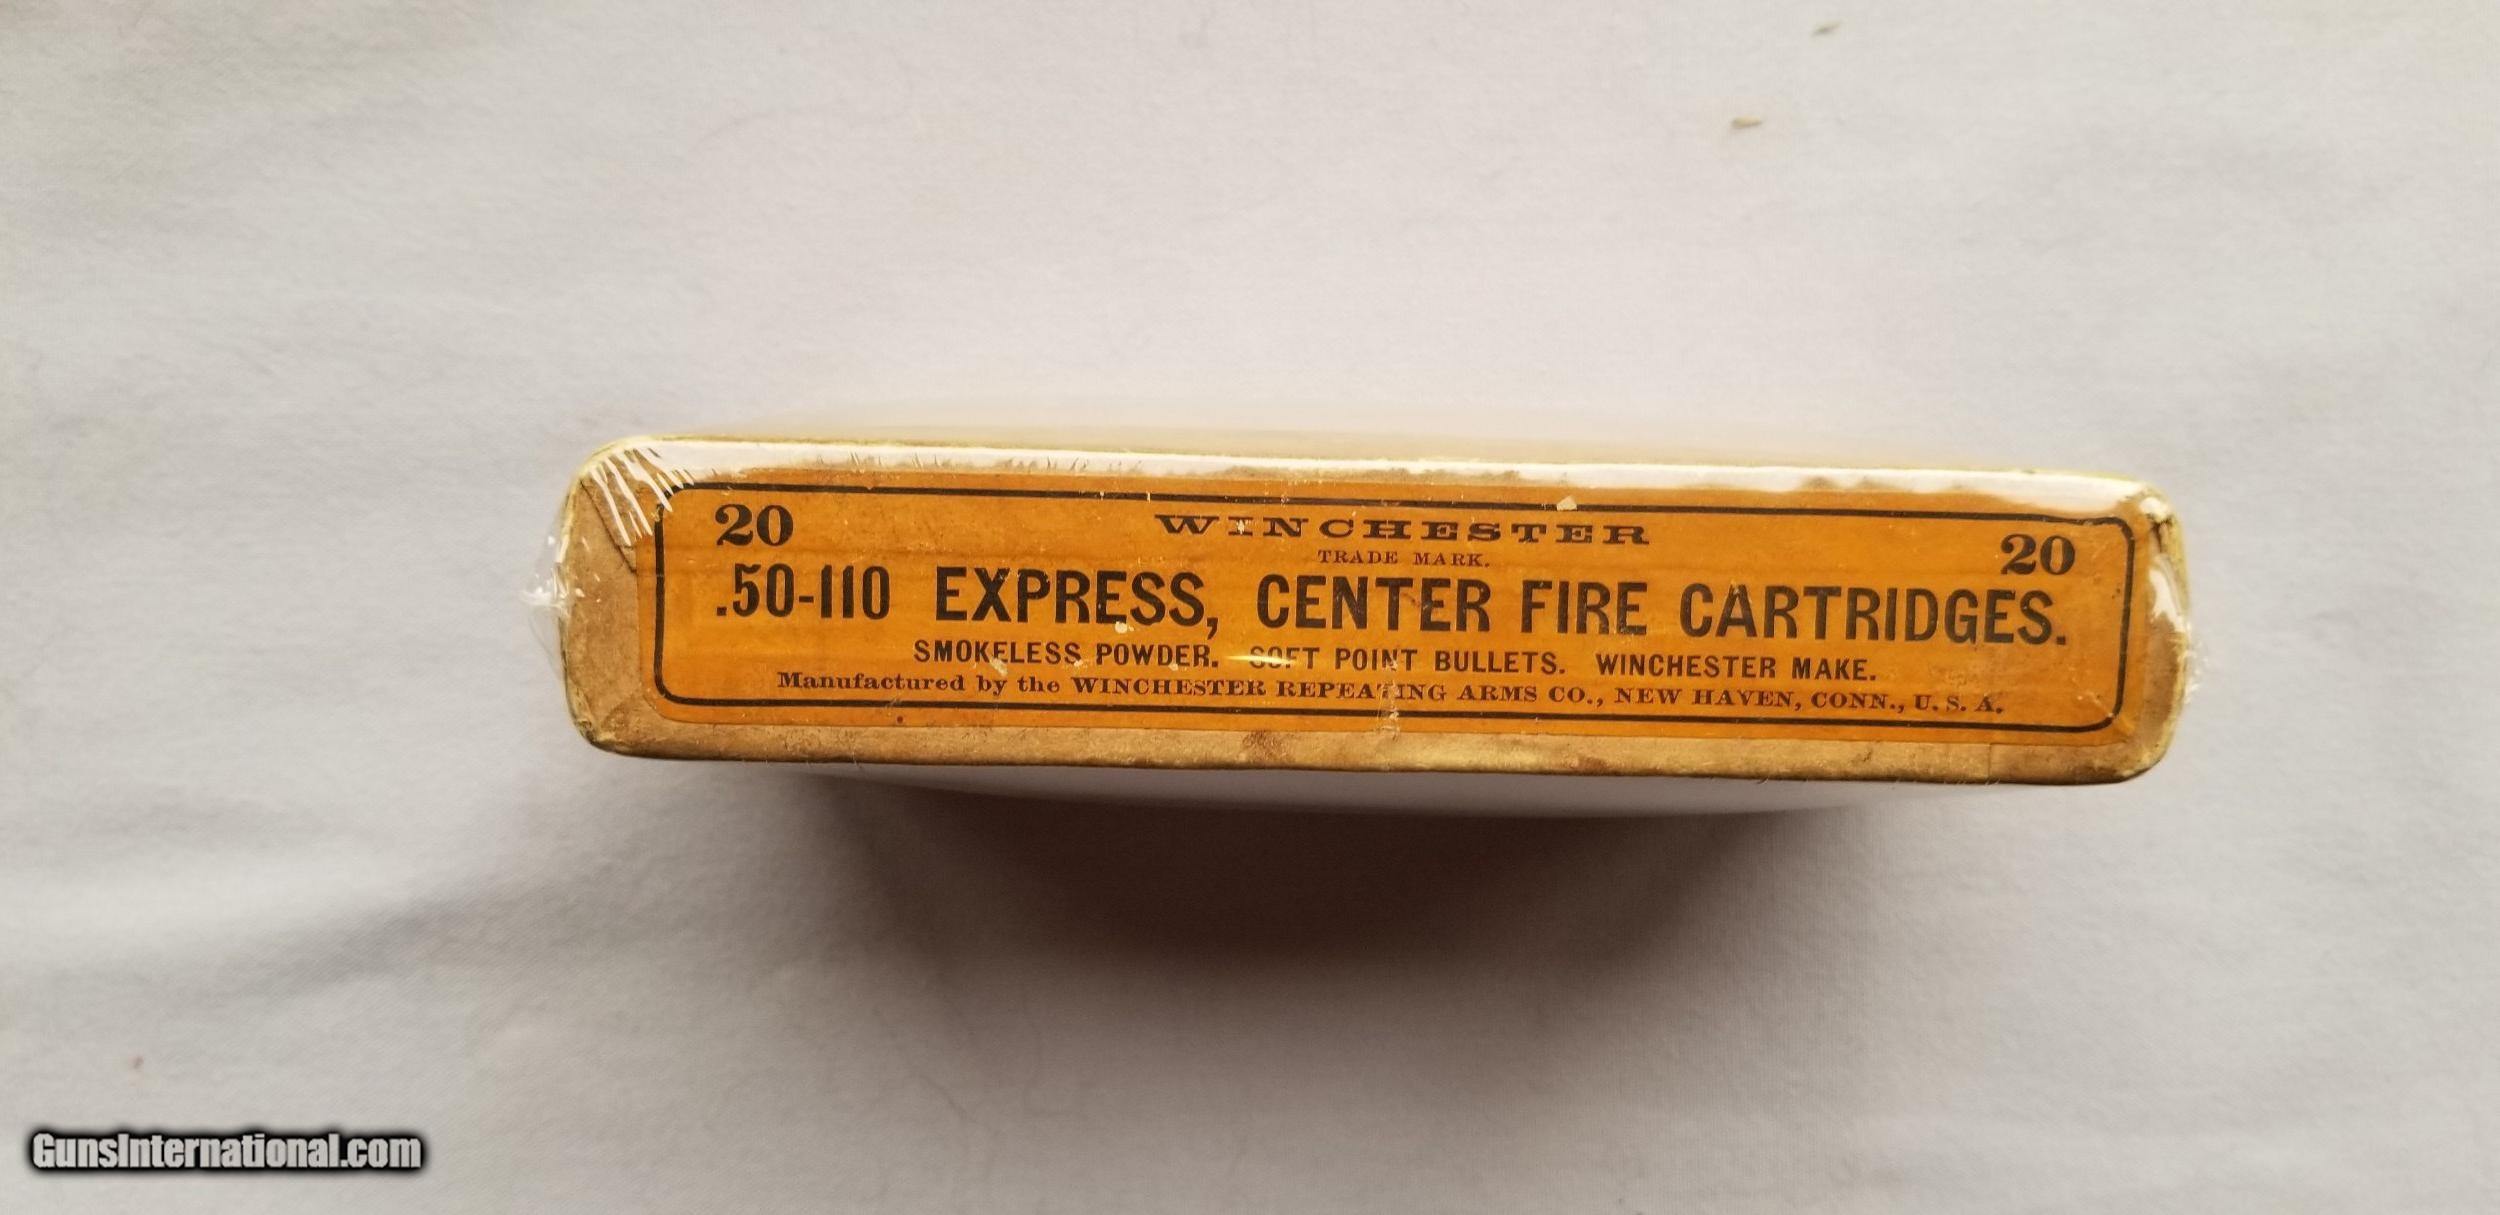 20 WINCHESTER 20
TRADE MARK.
.50-110 EXPRESS, CENTER FIRE CARTRIDGES.
SMOKELESS POWDER. SOFT POINT BULLETS. WINCHESTER MAKE.
Manufactured by the WINCHESTER REPEATING ARMS CO., NEW HAVEN, CONN., U. S. A.
GunsInternational.com